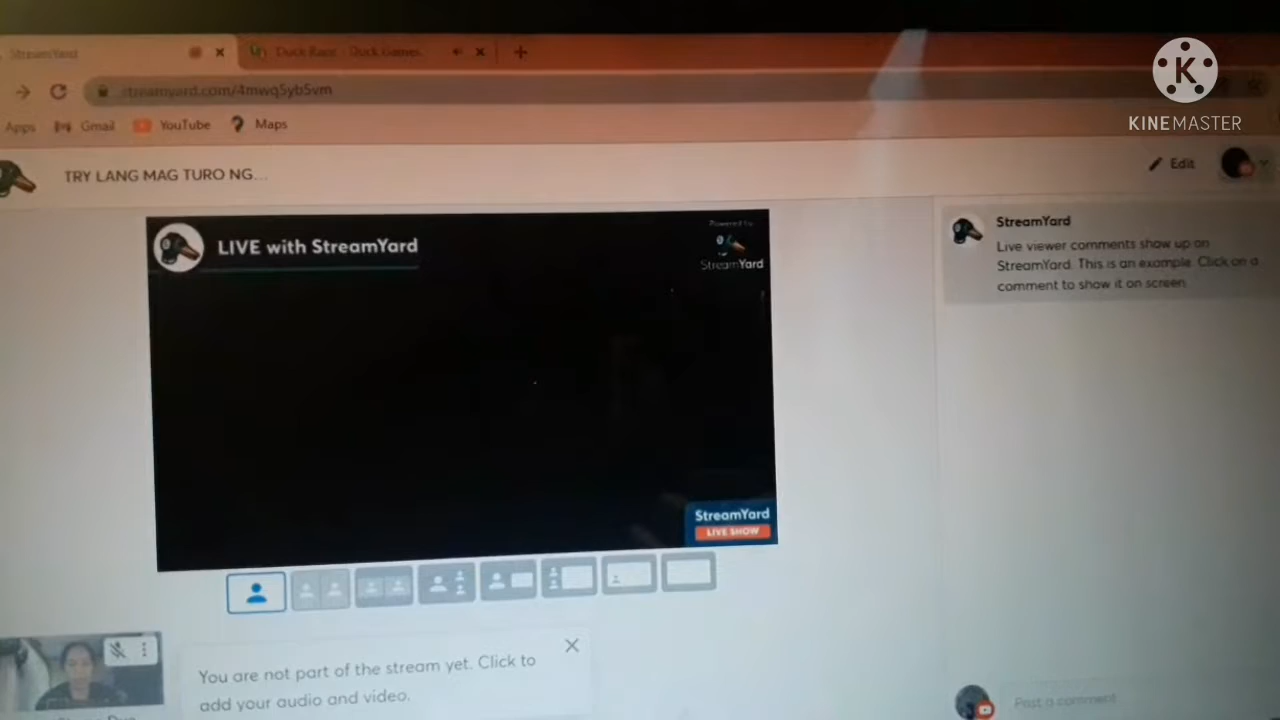 StreamYard
Duck Race - Duck Games
streamyard.com/4mwq5yb5vm
Apps
Gmail
YouTube
Maps
KINEMASTER
TRY LANG MAG TURO NG...
Edit
LIVE with StreamYard
Powered by
StreamYard
StreamYard
Live viewer comments show up on
StreamYard. This is an example. Click on a
comment to show it on screen
StreamYard
LIVE SHOW
You are not part of the stream yet. Click to
add your audio and video.
Post a comment